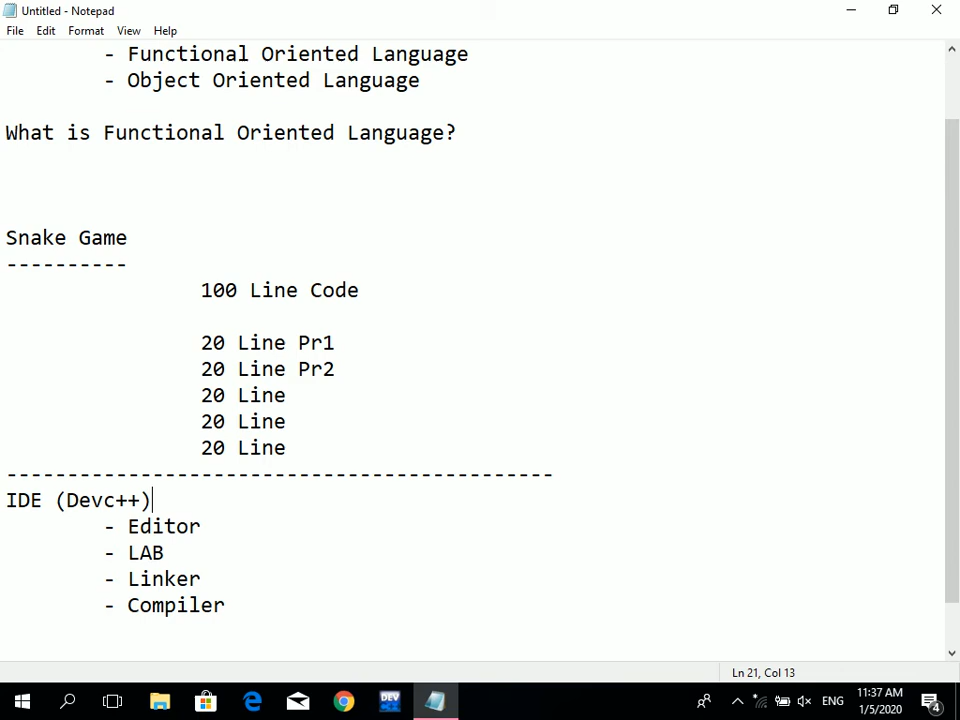 Untitled - Notepad
File Edit Format View Help
- Functional Oriented Language
- Object Oriented Language
What is Functional Oriented Language?
Snake Game
----------
100 Line Code
20 Line Pr1
20 Line Pr2
20 Line
20 Line
20 Line
---------------------------------------------
IDE (Devc++)
- Editor
- LAB
- Linker
- Compiler
Ln 21, Col 13
DEV
ENG
11:37 AM
1/5/2020
4